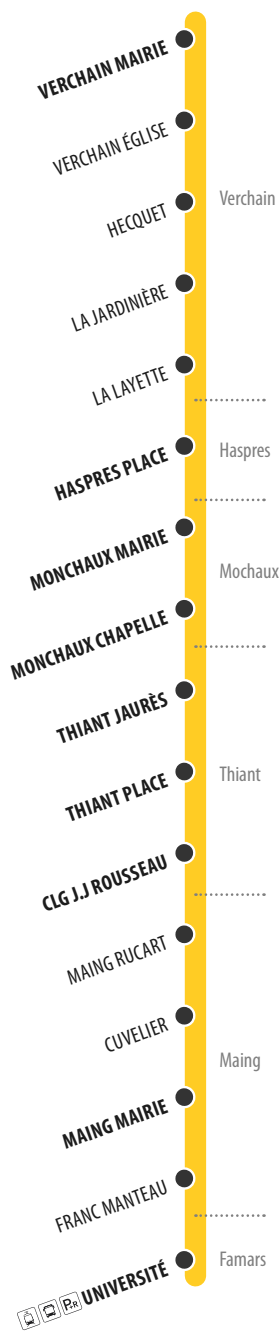 VERCHAIN MAIRIE
VERCHAIN ÉGLISE
Verchain
HECQUET
LA JARDINIÈRE
LA LAYETTE
HASPRES PLACE
Haspres
MONCHAUX MAIRIE
Mochaux
MONCHAUX CHAPELLE
THIANT JAURÈS
THIANT PLACE
Thiant
CLG J.J ROUSSEAU
MAING RUCART
CUVELIER
Maing
MAING MAIRIE
FRANC MANTEAU
P+R UNIVERSITÉ
Famars